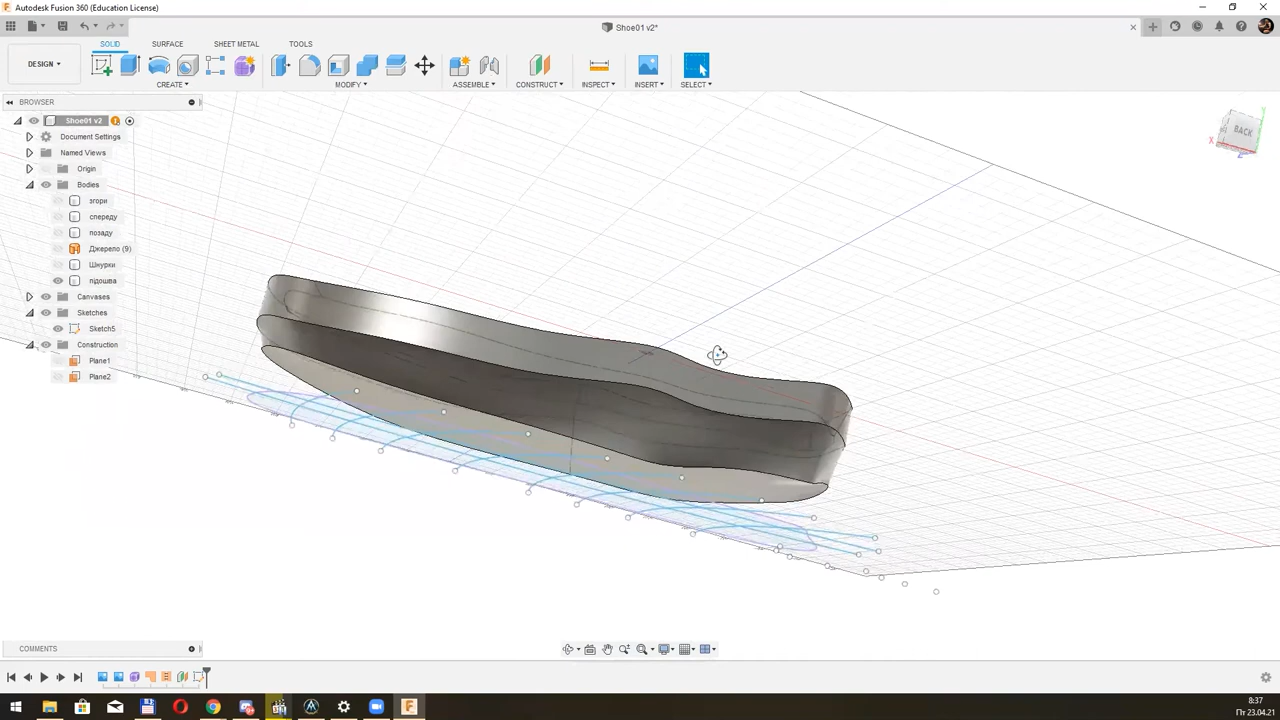 Autodesk Fusion 360 (Education License)
Shoe01 v2*
SOLID SURFACE SHEET METAL TOOLS
DESIGN
CREATE MODIFY ASSEMBLE CONSTRUCT INSPECT INSERT SELECT
BROWSER
Shoe01 v2
Document Settings
Named Views
Origin
Bodies
згори
спереду
позаду
Джерело (9)
Шнурки
підошва
Canvases
Sketches
Sketch5
Construction
Plane1
Plane2
BACK
X
COMMENTS
8:37
Пт 23.04.21